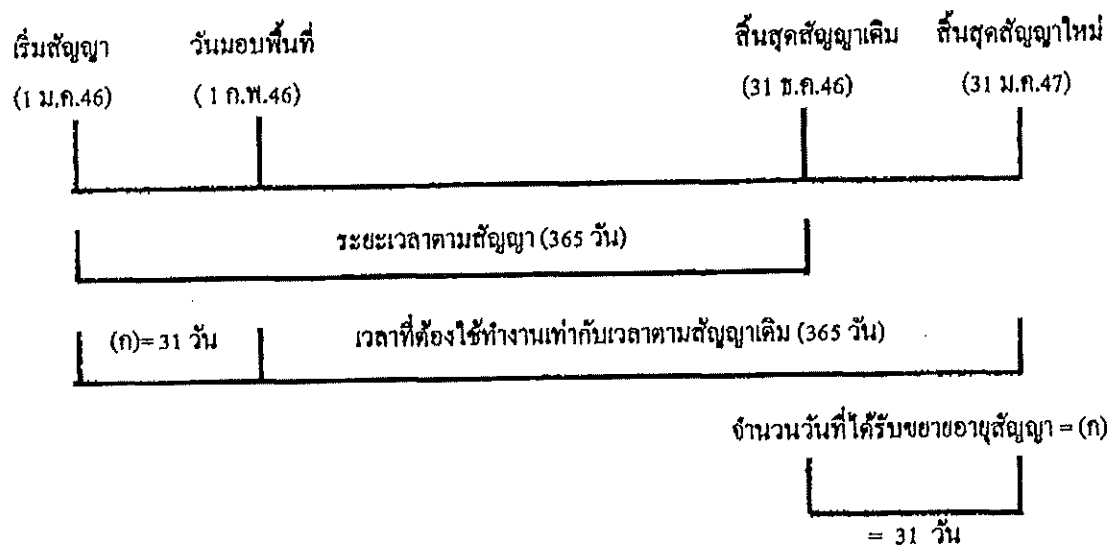 เริ่มสัญญา วันมอบพื้นที่ สิ้นสุดสัญญาเดิม สิ้นสุดสัญญาใหม่
(1 ม.ค.46) (1 ก.พ.46) (31 ธ.ค.46) (31 ม.ค.47)
ระยะเวลาตามสัญญา (365 วัน)
(ก)= 31 วัน เวลาที่ต้องใช้ทำงานเท่ากับเวลาตามสัญญาเดิม (365 วัน)
จำนวนวันที่ได้รับขยายอายุสัญญา = (ก)
= 31 วัน